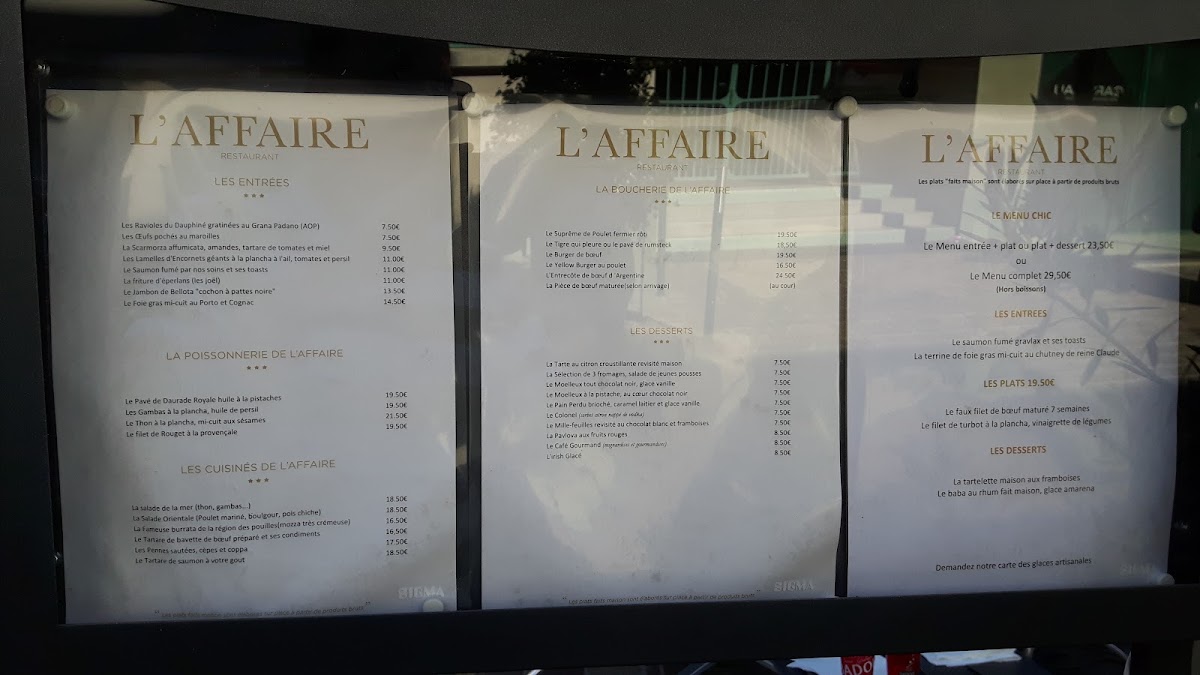 L'AFFAIRE
RESTAURANT
LES ENTRÉES
Les Ravioles du Dauphiné gratinées au Grana Padano (AOP) 7.50€
Les Œufs pochés au maroilles 7.50€
La Scarmorza affumicata, amandes, tartare de tomates et miel 9.50€
Les Lamelles d'Encornets géants à la plancha à l'ail, tomates et persil 11.00€
Le Saumon fumé par nos soins et ses toasts 11.00€
La friture d'éperlans (les joël) 11.00€
Le Jambon de Bellota "cochon à pattes noire" 13.50€
Le Foie gras mi-cuit au Porto et Cognac 14.50€
LA POISSONNERIE DE L'AFFAIRE
Le Pavé de Daurade Royale huile à la pistaches 19.50€
Les Gambas à la plancha, huile de persil 19.50€
Le Thon à la plancha, mi-cuit aux sésames 21.50€
Le filet de Rouget à la provençale 19.50€
LES CUISINÉS DE L'AFFAIRE
La salade de la mer (thon, gambas...) 18.50€
La Salade Orientale (Poulet mariné, boulgour, pois chiche) 18.50€
La Fameuse burrata de la région des pouilles(mozza très crémeuse) 16.50€
Le Tartare de bavette de bœuf préparé et ses condiments 16.50€
Les Pennes sautées, cèpes et coppa 17.50€
Le Tartare de saumon à votre gout 18.50€
SIGMA
L'AFFAIRE
RESTAURANT
LA BOUCHERIE DE L'AFFAIRE
Le Suprême de Poulet fermier rôti 19.50€
Le Tigre qui pleure ou le pavé de rumsteck 18.50€
Le Burger de bœuf 19.50€
Le Yellow Burger au poulet 16.50€
L'Entrecôte de bœuf d'Argentine 24.50€
La Pièce de bœuf maturée(selon arrivage) (au cour)
LES DESSERTS
La Tarte au citron croustillante revisité maison 7.50€
La Sélection de 3 fromages, salade de jeunes pousses 7.50€
Le Moelleux tout chocolat noir, glace vanille 7.50€
Le Moelleux à la pistache, au cœur chocolat noir 7.50€
Le Pain Perdu brioché, caramel laitier et glace vanille 7.50€
Le Colonel 7.50€
Le Mille-feuilles revisité au chocolat blanc et framboises 7.50€
La Pavlova aux fruits rouges 8.50€
Le Café Gourmand (mignardises et gourmandises) 8.50€
L'irish Glacé 8.50€
SIGMA
L'AFFAIRE
RESTAURANT
Les plats "faits maison" sont élaborés sur place à partir de produits bruts
LE MENU CHIC
Le Menu entrée + plat ou plat + dessert 23,50€
ou
Le Menu complet 29,50€
(Hors boissons)
LES ENTREES
Le saumon fumé gravlax et ses toasts
La terrine de foie gras mi-cuit au chutney de reine Claude
LES PLATS 19.50€
Le faux filet de bœuf maturé 7 semaines
Le filet de turbot à la plancha, vinaigrette de légumes
LES DESSERTS
La tartelette maison aux framboises
Le baba au rhum fait maison, glace amarena
Demandez notre carte des glaces artisanales
SIGMA
ADO